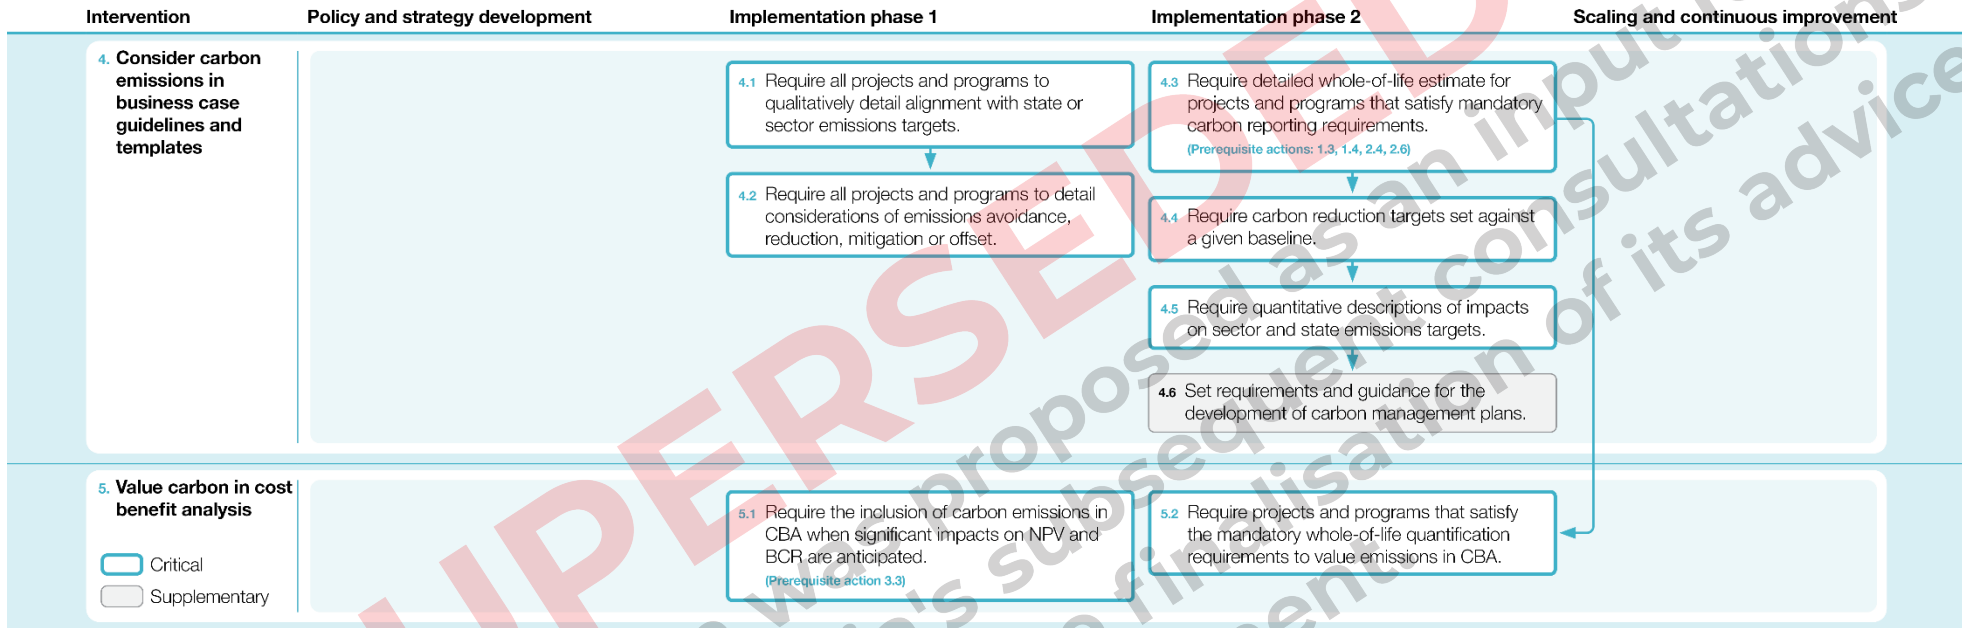 Intervention
Policy and strategy development
Implementation phase 1
Implementation phase 2
Scaling and continuous improvement
4. Consider carbon
emissions in
business case
guidelines and
templates
4.1 Require all projects and programs to
qualitatively detail alignment with state or
sector emissions targets.
4.2 Require all projects and programs to detail
considerations of emissions avoidance,
reduction, mitigation or offset.
4.3 Require detailed whole-of-life estimate for
projects and programs that satisfy mandatory
carbon reporting requirements.
(Prerequisite actions: 1.3, 1.4, 2.4, 2.6)
4.4 Require carbon reduction targets set against
a given baseline.
4.5 Require quantitative descriptions of impacts
on sector and state emissions targets.
4.6 Set requirements and guidance for the
development of carbon management plans.
5. Value carbon in cost
benefit analysis
5.1 Require the inclusion of carbon emissions in
CBA when significant impacts on NPV and
BCR are anticipated.
(Prerequisite action 3.3)
5.2 Require projects and programs that satisfy
the mandatory whole-of-life quantification
requirements to value emissions in CBA.
Critical
Supplementary
UPERSEDED
was proposed as an input
's subsequent consultation
finalisation of its advice
ent.